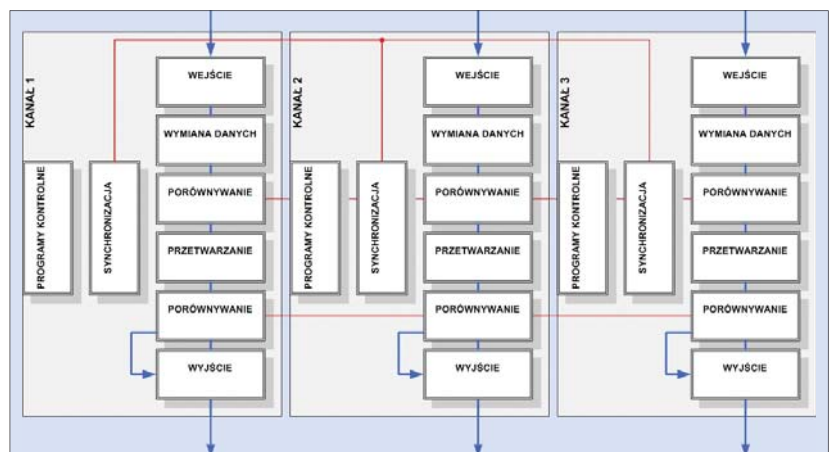 KANAŁ 1
PROGRAMY KONTROLNE
SYNCHRONIZACJA
WEJŚCIE
WYMIANA DANYCH
PORÓWNYWANIE
PRZETWARZANIE
PORÓWNYWANIE
WYJŚCIE
KANAŁ 2
PROGRAMY KONTROLNE
SYNCHRONIZACJA
WEJŚCIE
WYMIANA DANYCH
PORÓWNYWANIE
PRZETWARZANIE
PORÓWNYWANIE
WYJŚCIE
KANAŁ 3
PROGRAMY KONTROLNE
SYNCHRONIZACJA
WEJŚCIE
WYMIANA DANYCH
PORÓWNYWANIE
PRZETWARZANIE
PORÓWNYWANIE
WYJŚCIE